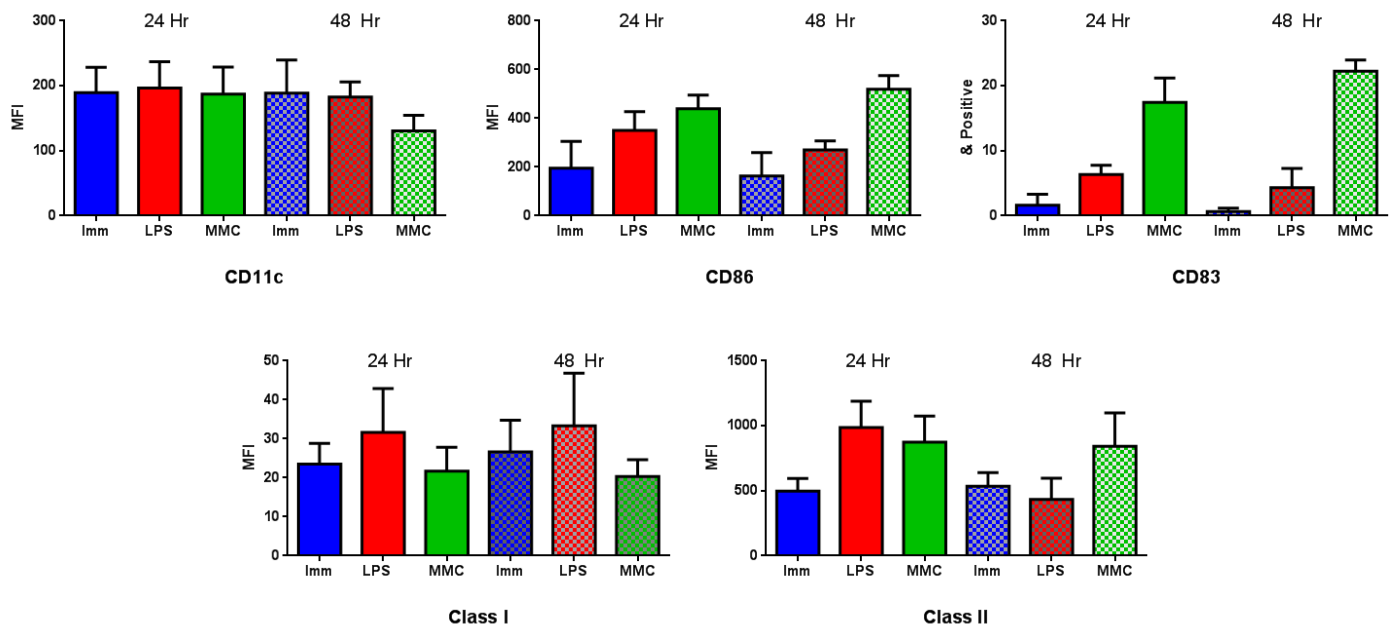 24 Hr 48 Hr
300
200
100
0
MFI
Imm LPS MMC Imm LPS MMC
CD11c
24 Hr 48 Hr
800
600
400
200
0
MFI
Imm LPS MMC Imm LPS MMC
CD86
24 Hr 48 Hr
30
20
10
0
& Positive
Imm LPS MMC Imm LPS MMC
CD83
24 Hr 48 Hr
50
40
30
20
10
0
MFI
Imm LPS MMC Imm LPS MMC
Class I
24 Hr 48 Hr
1500
1000
500
0
MFI
Imm LPS MMC Imm LPS MMC
Class II